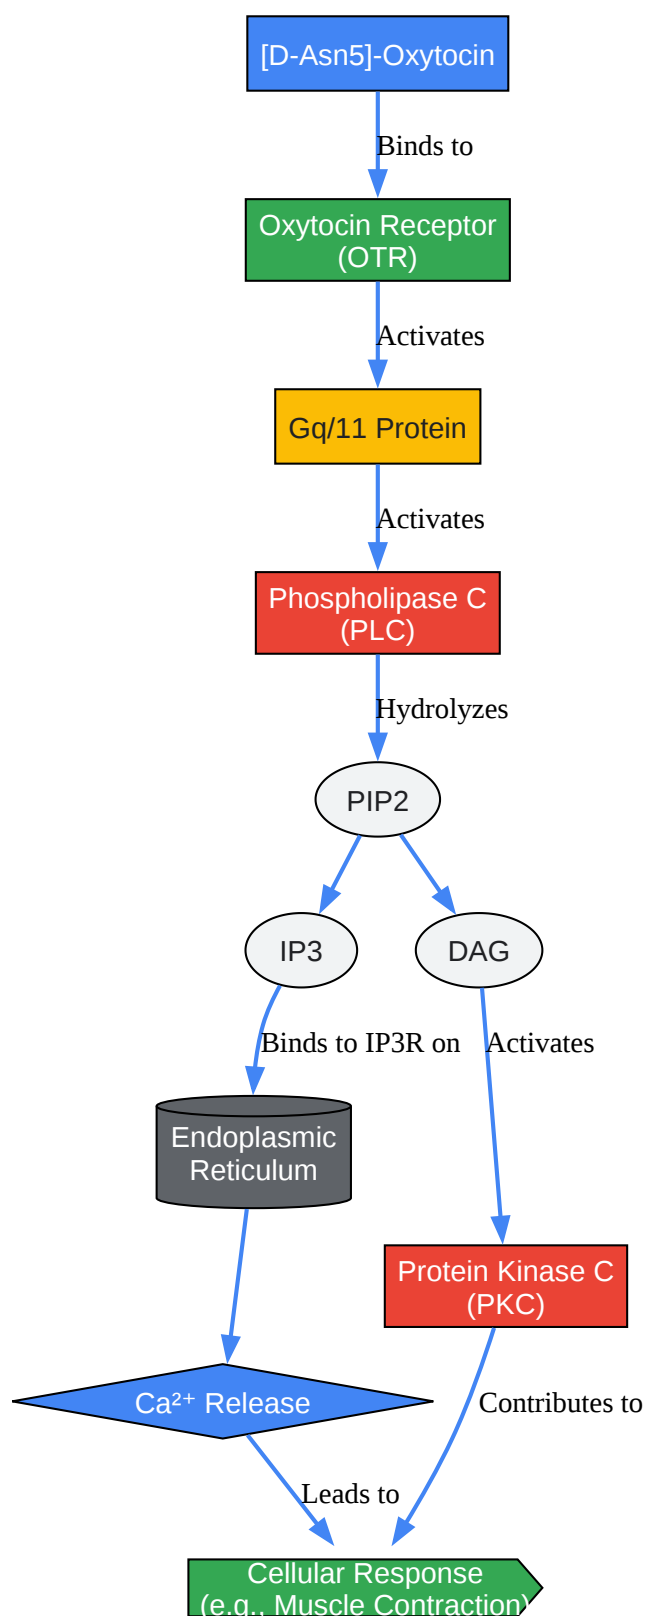 [D-Asn5]-Oxytocin
Binds to
Oxytocin Receptor
(OTR)
Activates
Gq/11 Protein
Activates
Phospholipase C
(PLC)
Hydrolyzes
PIP2
IP3
DAG
Binds to IP3R on
Activates
Endoplasmic
Reticulum
Protein Kinase C
(PKC)
Ca²⁺ Release
Contributes to
Leads to
Cellular Response
(e.g., Muscle Contraction)